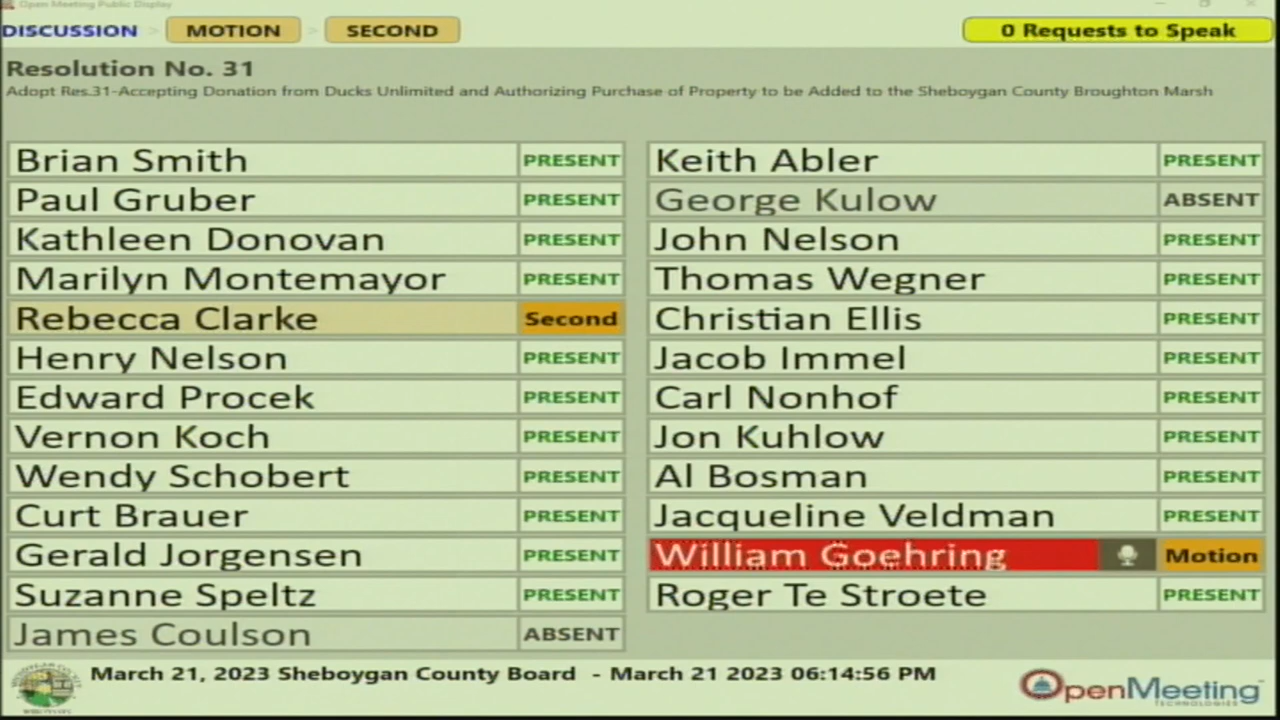 Open Meeting Public Display
DISCUSSION > MOTION > SECOND
0 Requests to Speak
Resolution No. 31
Adopt Res.31-Accepting Donation from Ducks Unlimited and Authorizing Purchase of Property to be Added to the Sheboygan County Broughton Marsh
Brian Smith PRESENT
Paul Gruber PRESENT
Kathleen Donovan PRESENT
Marilyn Montemayor PRESENT
Rebecca Clarke Second
Henry Nelson PRESENT
Edward Procek PRESENT
Vernon Koch PRESENT
Wendy Schobert PRESENT
Curt Brauer PRESENT
Gerald Jorgensen PRESENT
Suzanne Speltz PRESENT
James Coulson ABSENT
Keith Abler PRESENT
George Kulow ABSENT
John Nelson PRESENT
Thomas Wegner PRESENT
Christian Ellis PRESENT
Jacob Immel PRESENT
Carl Nonhof PRESENT
Jon Kuhlow PRESENT
Al Bosman PRESENT
Jacqueline Veldman PRESENT
William Goehring Motion
Roger Te Stroete PRESENT
March 21, 2023 Sheboygan County Board - March 21 2023 06:14:56 PM
OpenMeeting
TECHNOLOGIES